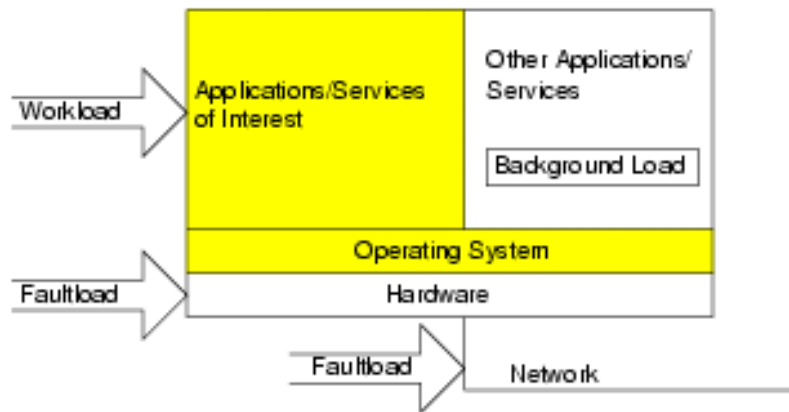 Applications/Services
of Interest
Other Applications/
Services
Workload
Background Load
Operating System
Faultload
Hardware
Faultload
Network